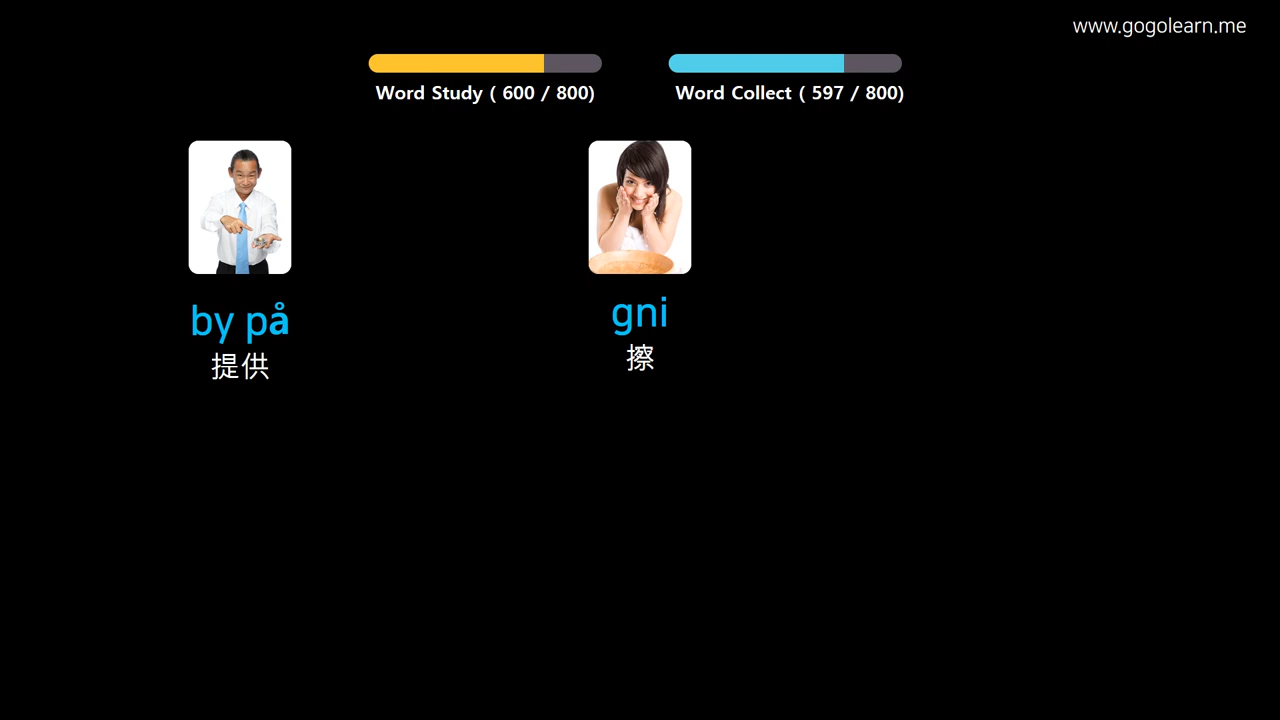 www.gogolearn.me
Word Study ( 600 / 800)
Word Collect ( 597 / 800)
by på
提供
gni
擦